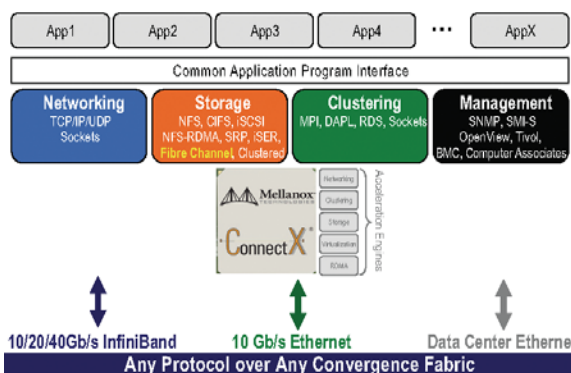 App1 App2 App3 App4 ... AppX
Common Application Program Interface
Networking
TCP/IP/UDP
Sockets
Storage
NFS, CIFS, iSCSI
NFS-RDMA, SRP, iSER,
Fibre Channel, Clustered
Clustering
MPI, DAPL, RDS, Sockets
Management
SNMP, SMI-S
OpenView, Tivol,
BMC, Computer Associates
Mellanox
TECHNOLOGIES
ConnectX
Networking
Clustering
Storage
Virtualization
RDMA
Acceleration Engines
10/20/40Gb/s InfiniBand
10 Gb/s Ethernet
Data Center Etherne
Any Protocol over Any Convergence Fabric